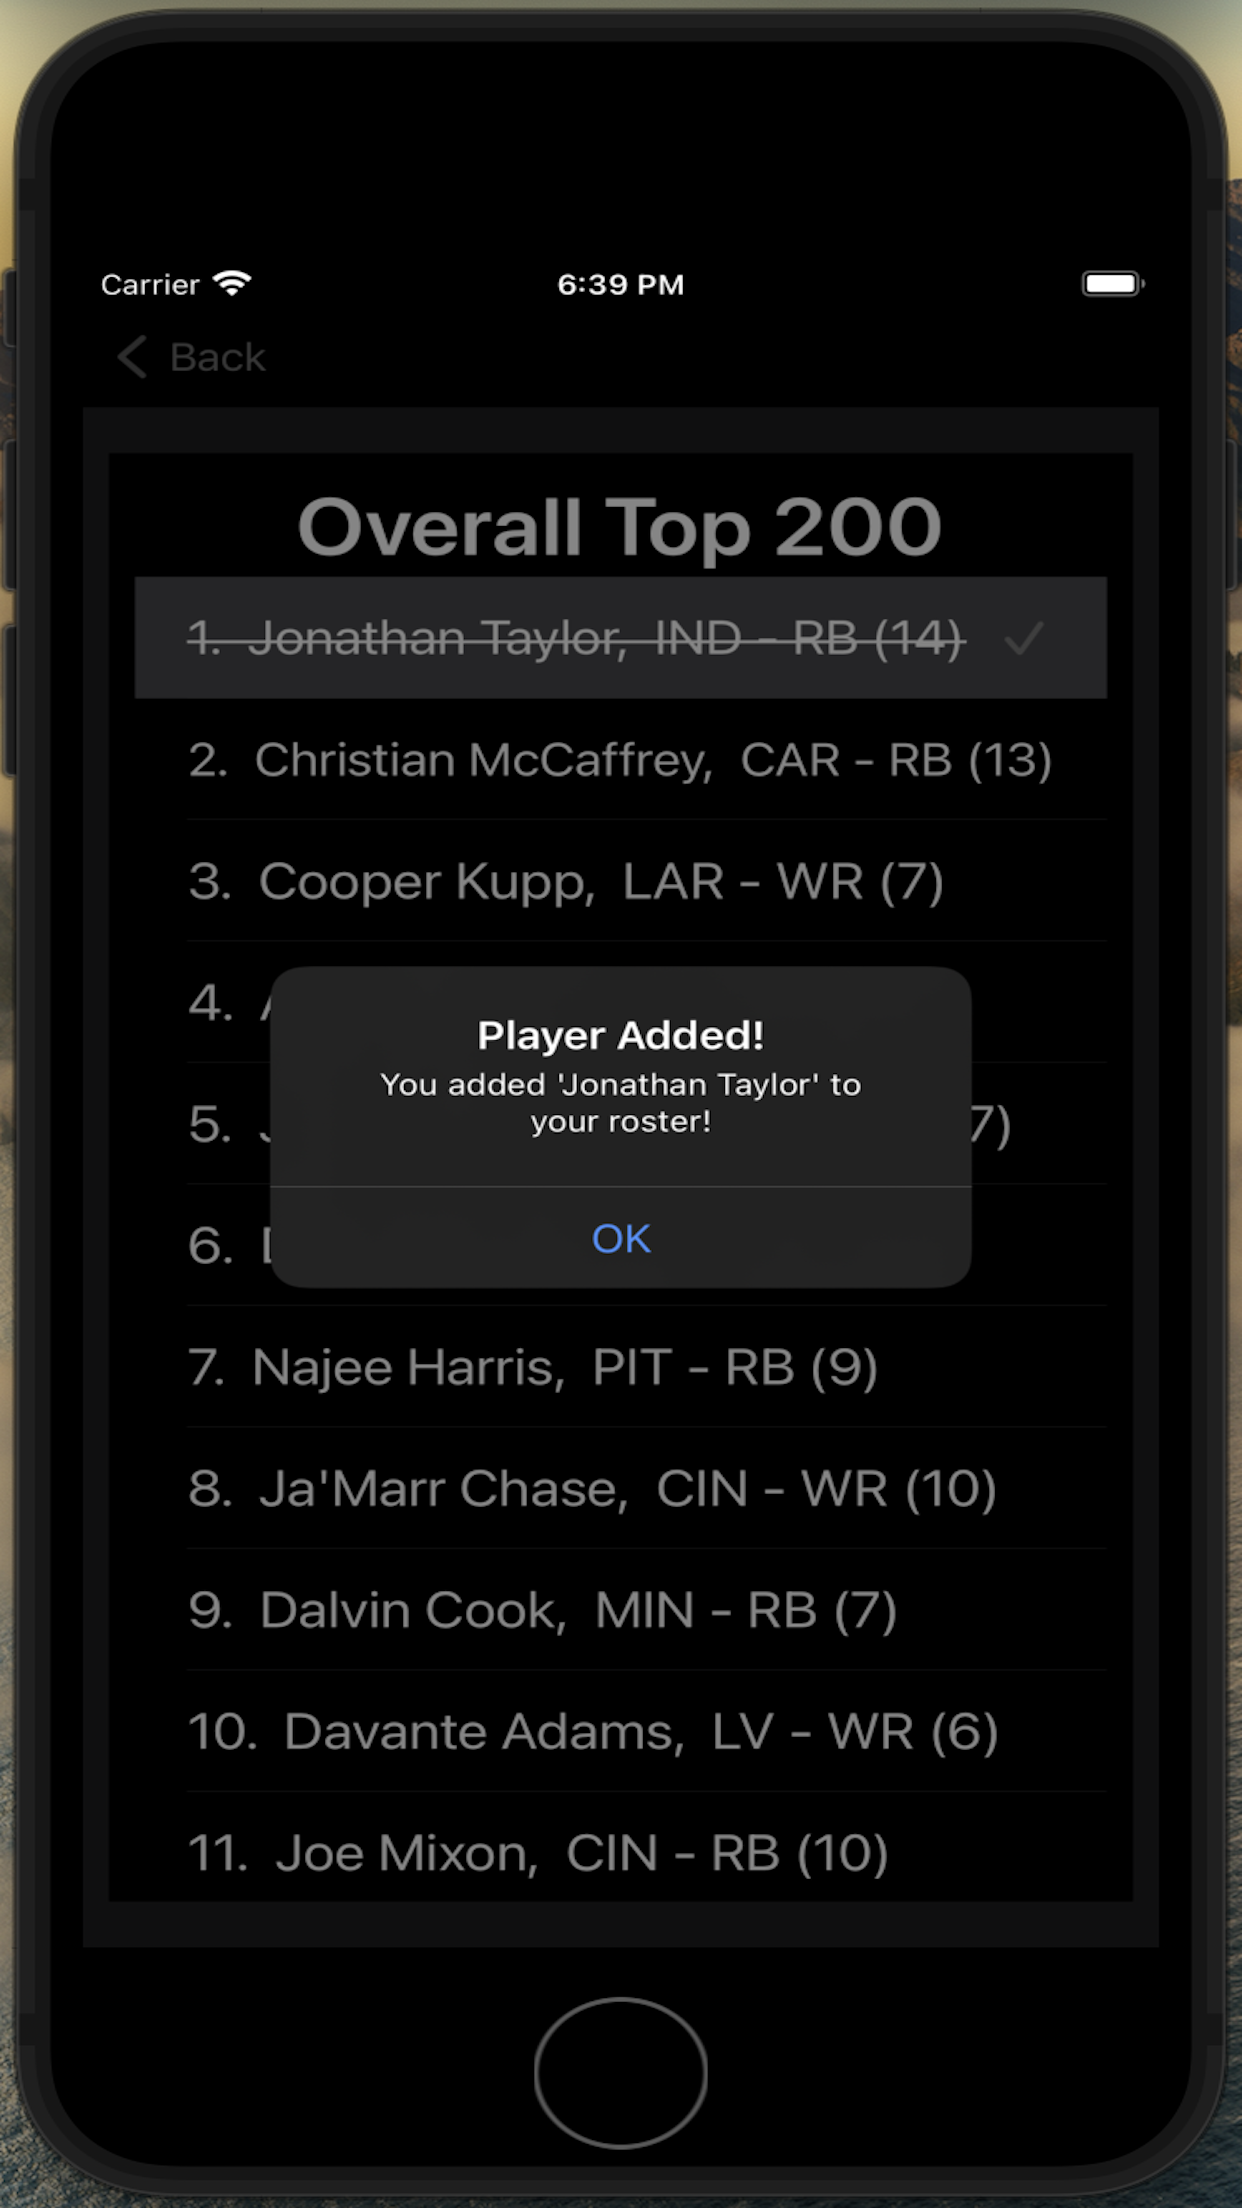 Carrier
6:39 PM
Back
Overall Top 200
1. Jonathan Taylor, IND - RB (14)
2. Christian McCaffrey, CAR - RB (13)
3. Cooper Kupp, LAR - WR (7)
4.
Player Added!
You added 'Jonathan Taylor' to
your roster!
5. 7)
OK
6.
7. Najee Harris, PIT - RB (9)
8. Ja'Marr Chase, CIN - WR (10)
9. Dalvin Cook, MIN - RB (7)
10. Davante Adams, LV - WR (6)
11. Joe Mixon, CIN - RB (10)